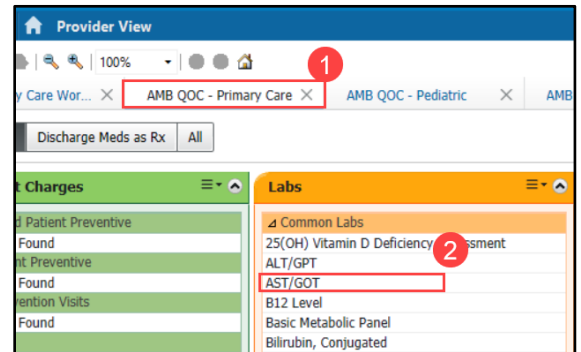 Provider View
100%
1
y Care Wor... AMB QOC - Primary Care AMB QOC - Pediatric AMB
Discharge Meds as Rx All
t Charges
d Patient Preventive
Found
nt Preventive
Found
vention Visits
Found
Labs
Common Labs
25(OH) Vitamin D Deficiency
2
ALT/GPT
AST/GOT
B12 Level
Basic Metabolic Panel
Bilirubin, Conjugated